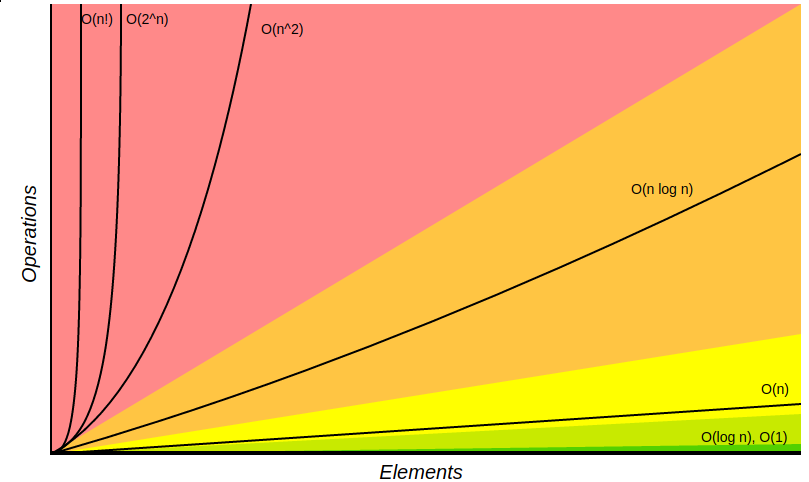 O(n!)
O(2^n)
O(n^2)
O(n log n)
Operations
O(n)
O(log n), O(1)
Elements